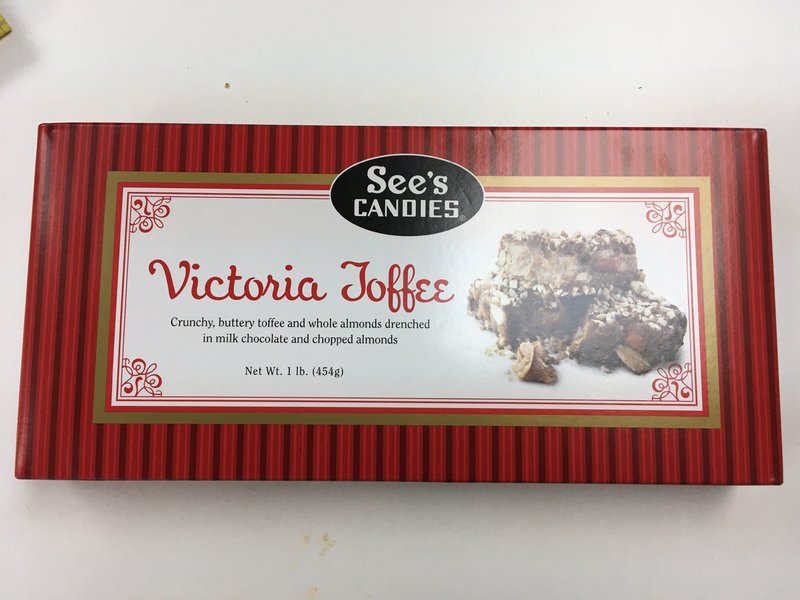 See's
CANDIES®
Victoria Toffee
Crunchy, buttery toffee and whole almonds drenched
in milk chocolate and chopped almonds
Net Wt. 1 lb. (454g)